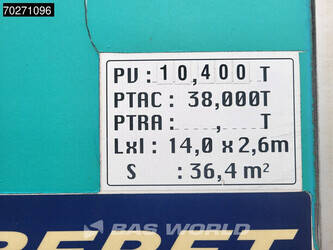 70271096
PV : 10,400 T
PTAC : 38,000T
PTRA : , T
Lxl : 14,0 x 2,6m
S : 36,4 m²
BAS WORLD